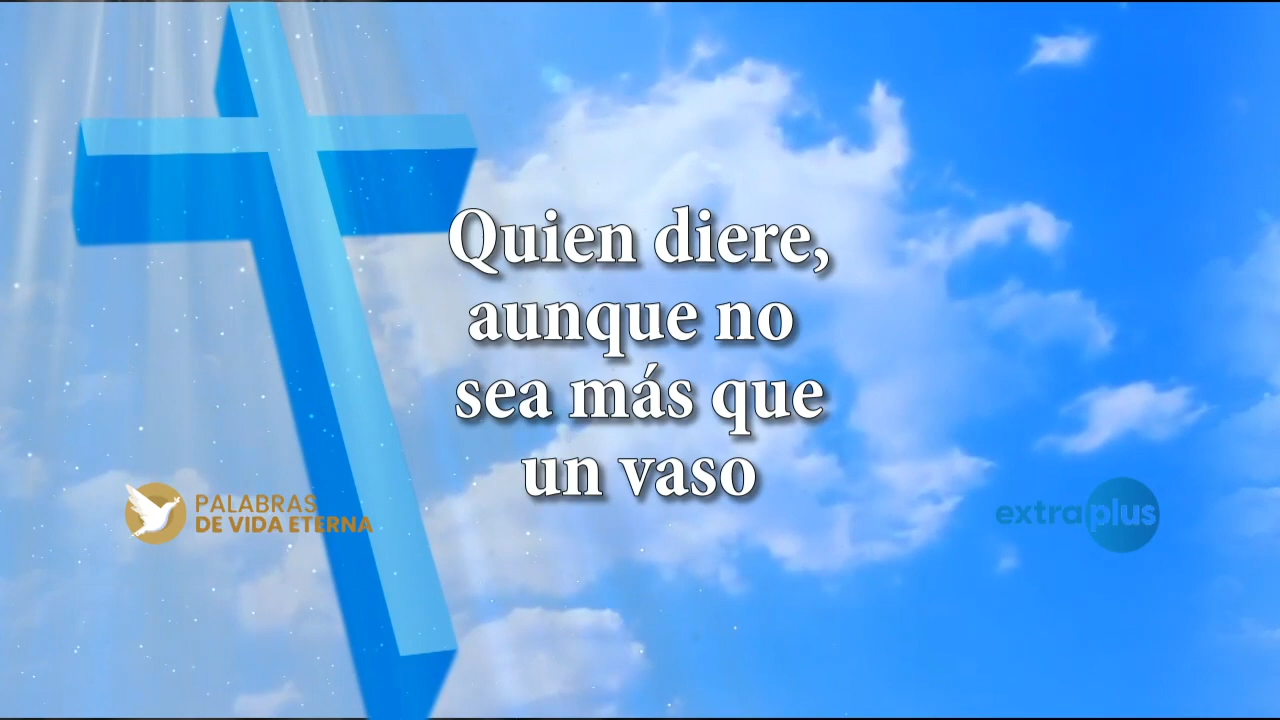 Quien diere,
aunque no
sea más que
un vaso
PALABRAS
DE VIDA ETERNA
extraplus